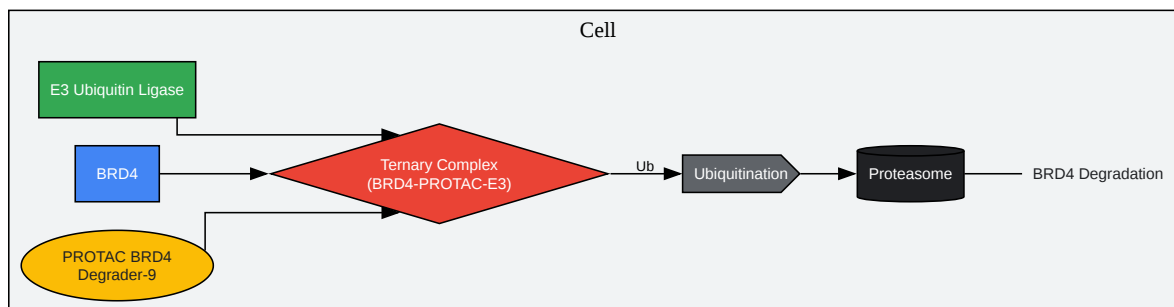 Cell
E3 Ubiquitin Ligase
BRD4
PROTAC BRD4
Degrader-9
Ternary Complex
(BRD4-PROTAC-E3)
Ub
Ubiquitination
Proteasome
BRD4 Degradation